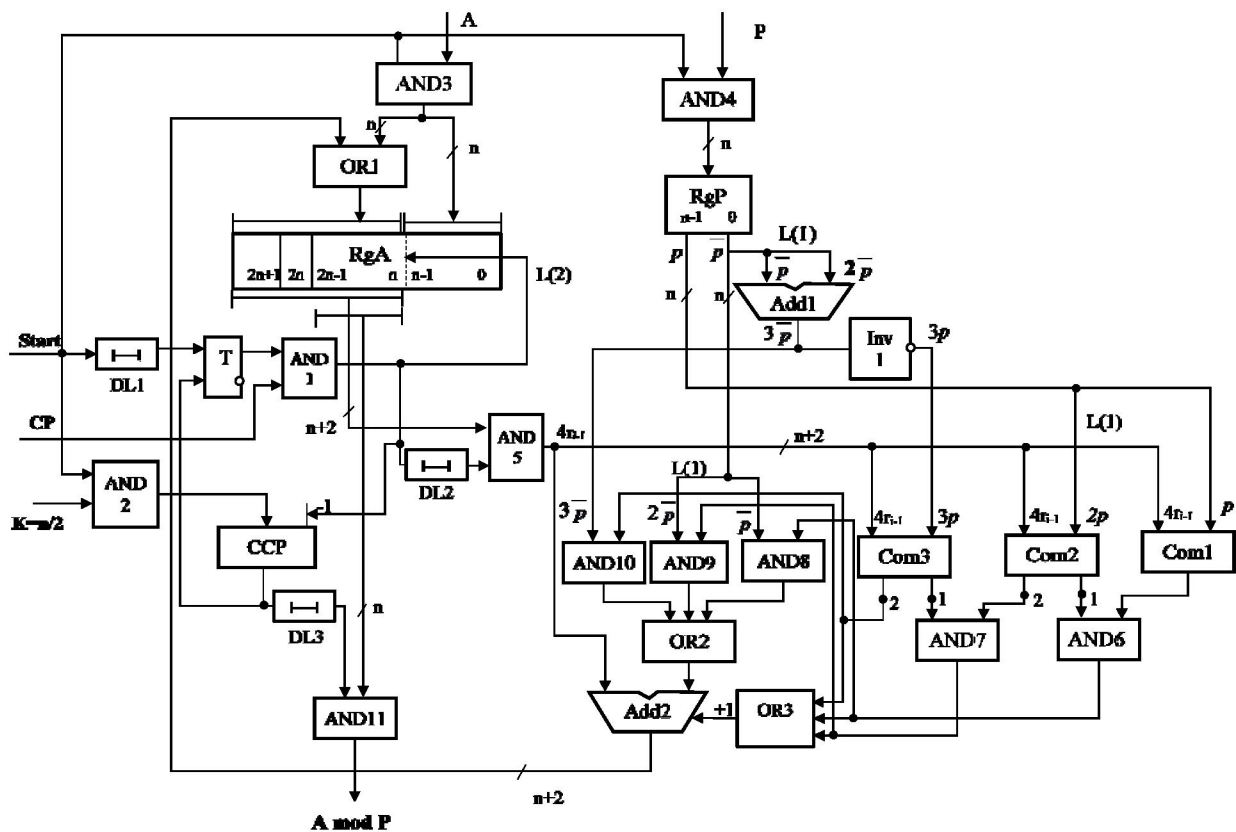 A
P
AND3
AND4
n
n
n
OR1
RgP
n-1 0
RgA
2n+1 2n 2n-1 n n-1 0
L(2)
p
p̅
L(1)
p̅
2p̅
n
n
Add1
3p̅
Inv
1
3p
Start
DL1
T
AND
1
CP
n+2
AND
5
4rᵢ₋₁
n+2
L(1)
DL2
L(1)
AND
2
K=n/2
-1
CCP
3p̅
2p̅
p̅
4rᵢ₋₁
3p
4rᵢ₋₁
2p
4rᵢ₋₁
p
AND10
AND9
AND8
Com3
Com2
Com1
2
1
2
1
DL3
n
OR2
AND7
AND6
AND11
Add2
+1
OR3
n+2
A mod P